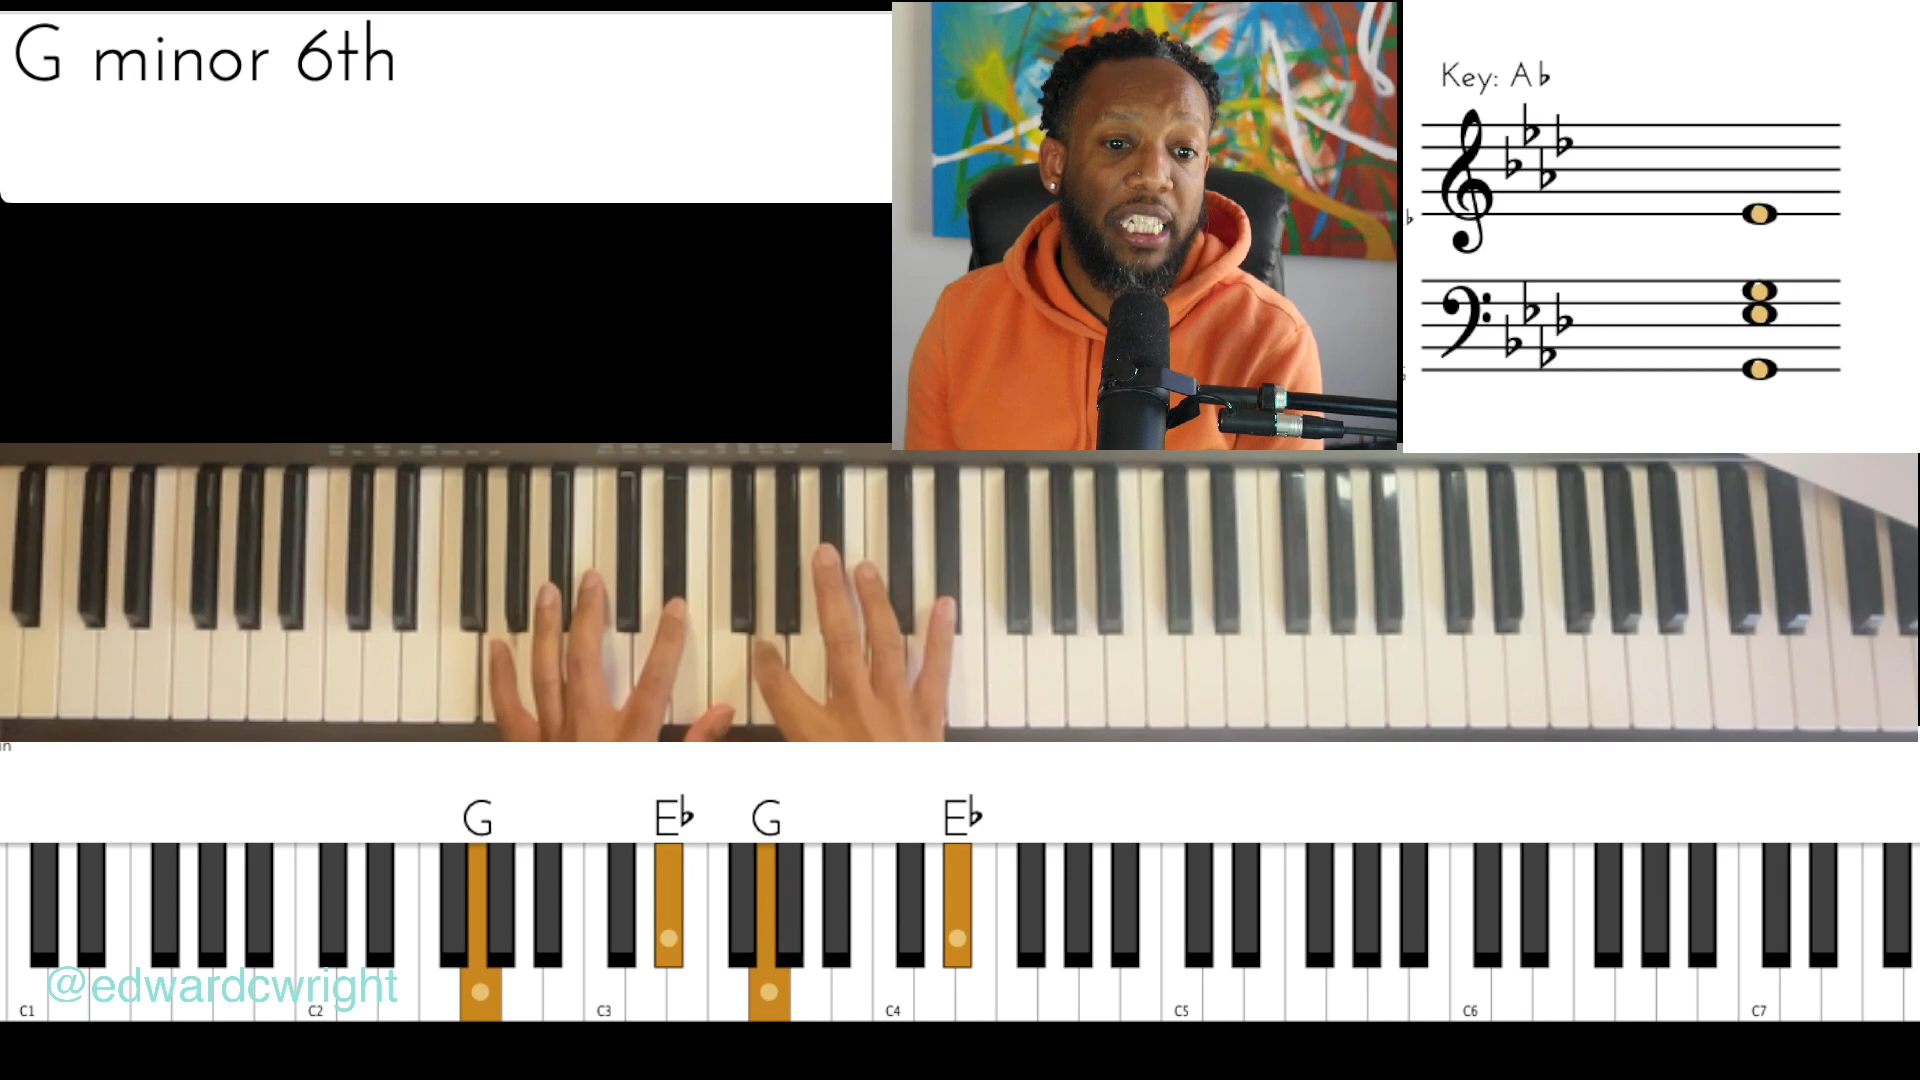 G minor 6th
Key: A♭
G E♭ G E♭
@edwardcwright
C1 C2 C3 C4 C5 C6 C7